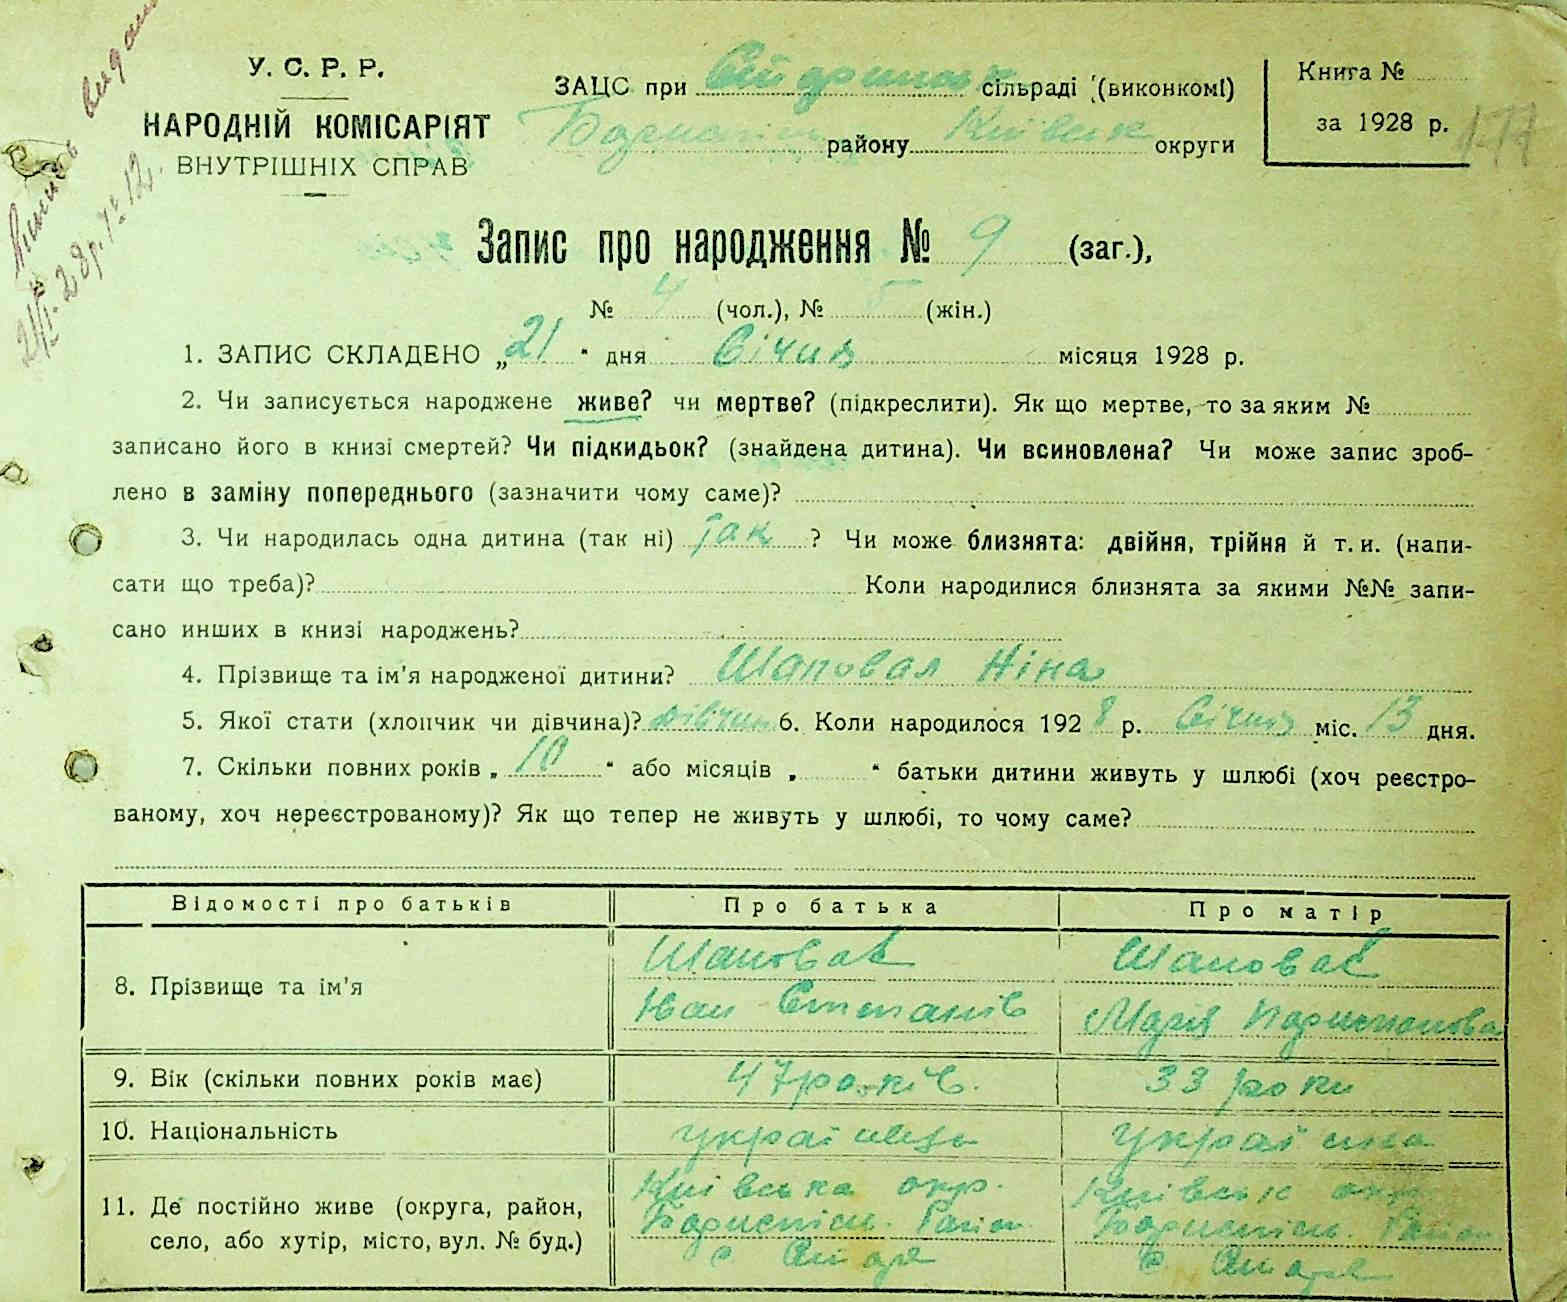 У. С. Р. Р.
НАРОДНІЙ КОМІСАРІЯТ
ВНУТРІШНІХ СПРАВ
ЗАЦС при сільраді (виконкомі)
району Київськ округи
Книга №
за 1928 р.
177
Запис про народження № 9 (заг.),
№ 4 (чол.), № 5 (жін.)
1. ЗАПИС СКЛАДЕНО „21" дня Січня місяця 1928 р.
2. Чи записується народжене живе? чи мертве? (підкреслити). Як що мертве, то за яким №
записано його в книзі смертей? Чи підкидьок? (знайдена дитина). Чи всиновлена? Чи може запис зроб-
лено в заміну попереднього (зазначити чому саме)?
3. Чи народилась одна дитина (так ні) так ? Чи може близнята: двійня, трійня й т. и. (напи-
сати що треба)? Коли народилися близнята за якими №№ запи-
сано инших в книзі народжень?
4. Прізвище та ім'я народженої дитини? Шаповал Ніна
5. Якої стати (хлопчик чи дівчина)? дівчин 6. Коли народилося 1928 р. Січня міс. 13 дня.
7. Скільки повних років „10" або місяців „ " батьки дитини живуть у шлюбі (хоч реєстро-
ваному, хоч нереєстрованому)? Як що тепер не живуть у шлюбі, то чому саме?
Відомості про батьків Про батька Про матір
8. Прізвище та ім'я
Шаповал Шаповал
Іван Степанів Марія
9. Вік (скільки повних років має) 47 років. 33 роки
10. Національність українець українка
11. Де постійно живе (округа, район,
село, або хутір, місто, вул. № буд.)
Київська окр. Київськ окр
Бориспіль. Район Бориспіль. Район
с с